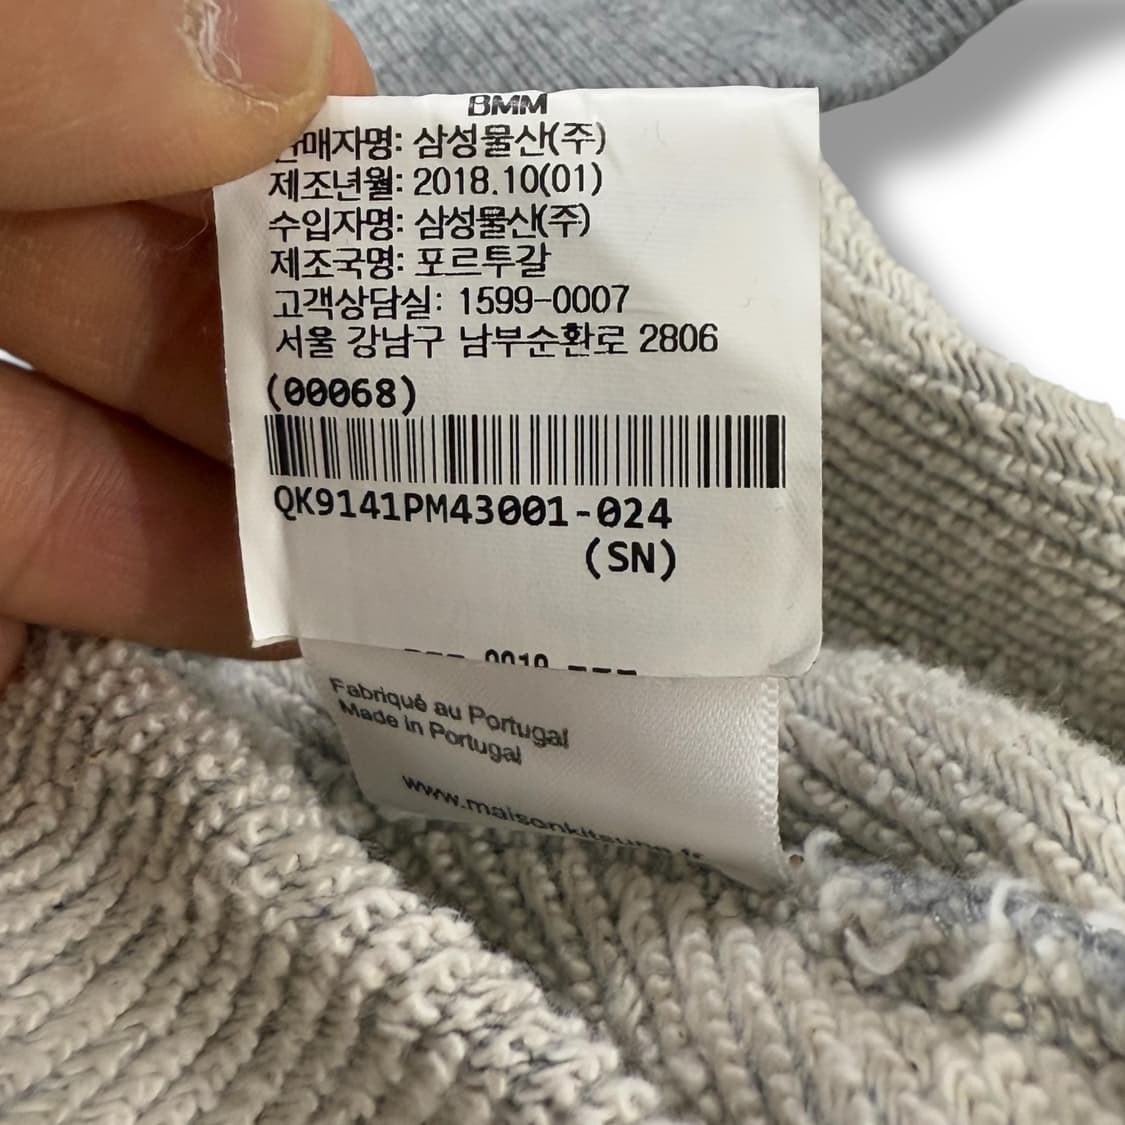 BMM
판매자명: 삼성물산(주)
제조년월: 2018.10(01)
수입자명: 삼성물산(주)
제조국명: 포르투갈
고객상담실: 1599-0007
서울 강남구 남부순환로 2806
(00068)
QK9141PM43001-024
(SN)
Fabriqué au Portugal
Made in Portugal
www.maisonkitsune.fr